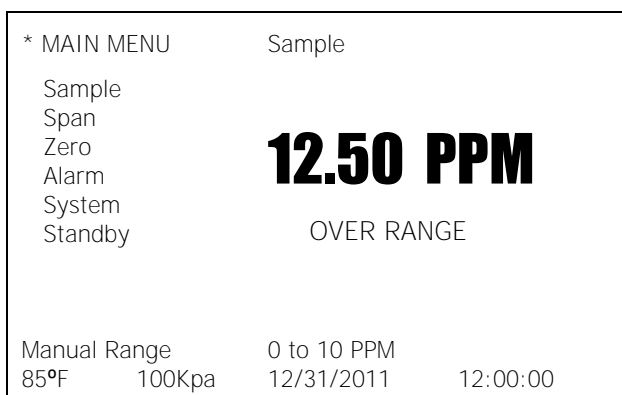 * MAIN MENU Sample
Sample
Span
Zero
Alarm
System
Standby
12.50 PPM
OVER RANGE
Manual Range 0 to 10 PPM
85ºF 100Kpa 12/31/2011 12:00:00